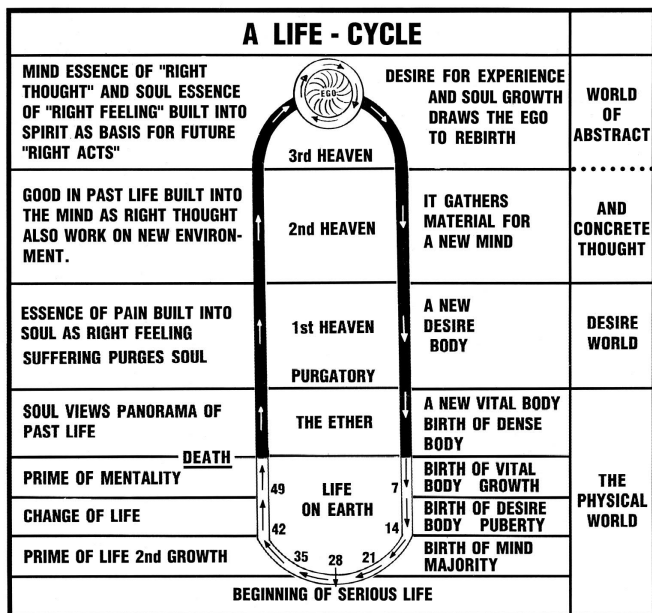 A LIFE - CYCLE
MIND ESSENCE OF "RIGHT
THOUGHT" AND SOUL ESSENCE
OF "RIGHT FEELING" BUILT INTO
SPIRIT AS BASIS FOR FUTURE
"RIGHT ACTS"
EGO
3rd HEAVEN
DESIRE FOR EXPERIENCE
AND SOUL GROWTH
DRAWS THE EGO
TO REBIRTH
WORLD
OF
ABSTRACT
GOOD IN PAST LIFE BUILT INTO
THE MIND AS RIGHT THOUGHT
ALSO WORK ON NEW ENVIRON-
MENT.
2nd HEAVEN
IT GATHERS
MATERIAL FOR
A NEW MIND
AND
CONCRETE
THOUGHT
ESSENCE OF PAIN BUILT INTO
SOUL AS RIGHT FEELING
SUFFERING PURGES SOUL
1st HEAVEN
PURGATORY
A NEW
DESIRE
BODY
DESIRE
WORLD
SOUL VIEWS PANORAMA OF
PAST LIFE
THE ETHER
A NEW VITAL BODY
BIRTH OF DENSE
BODY
DEATH
PRIME OF MENTALITY
49
LIFE
ON EARTH
7
BIRTH OF VITAL
BODY GROWTH
THE
PHYSICAL
WORLD
CHANGE OF LIFE
42
14
BIRTH OF DESIRE
BODY PUBERTY
PRIME OF LIFE 2nd GROWTH
35
28
21
BIRTH OF MIND
MAJORITY
BEGINNING OF SERIOUS LIFE